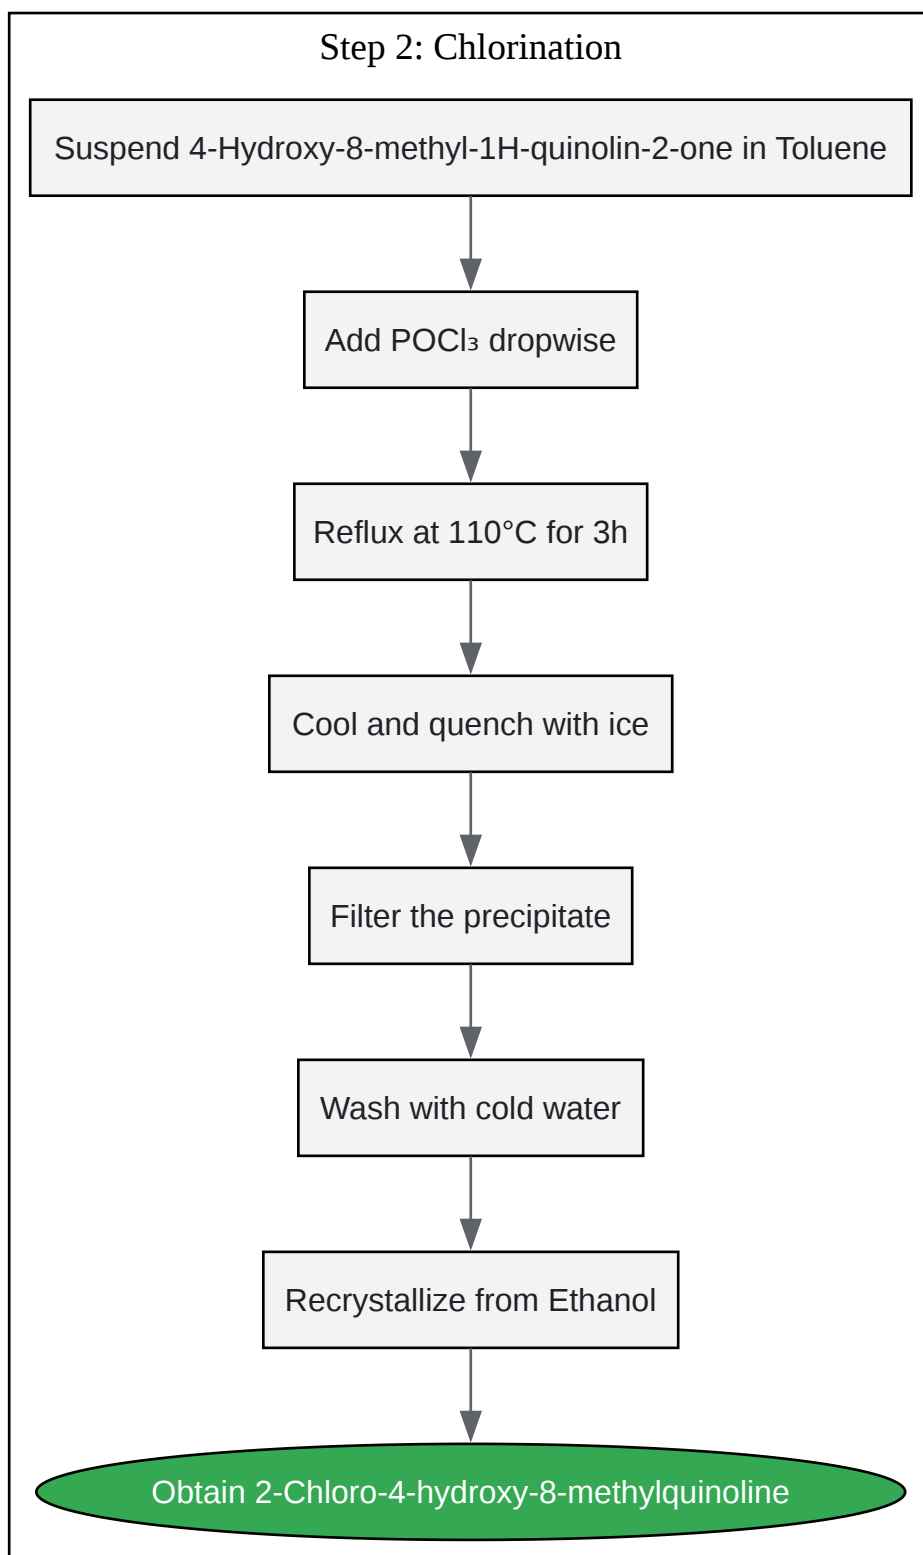 Step 2: Chlorination
Suspend 4-Hydroxy-8-methyl-1H-quinolin-2-one in Toluene
Add POCl₃ dropwise
Reflux at 110°C for 3h
Cool and quench with ice
Filter the precipitate
Wash with cold water
Recrystallize from Ethanol
Obtain 2-Chloro-4-hydroxy-8-methylquinoline